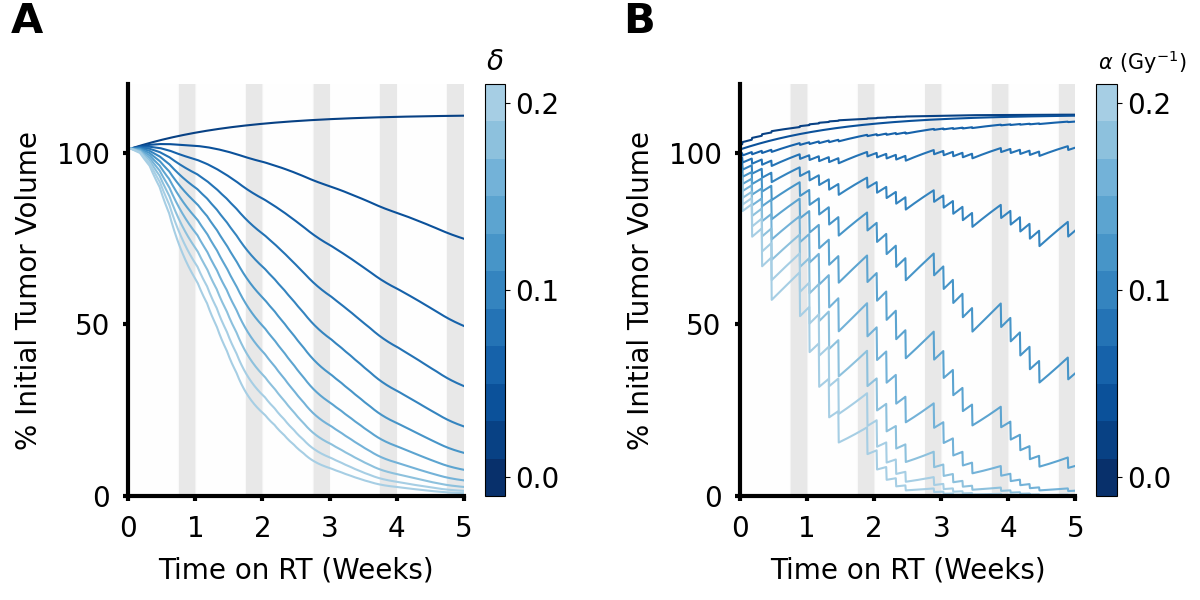 A
% Initial Tumor Volume
100
50
0
0 1 2 3 4 5
Time on RT (Weeks)
δ
0.2
0.1
0.0
B
% Initial Tumor Volume
100
50
0
0 1 2 3 4 5
Time on RT (Weeks)
α (Gy⁻¹)
0.2
0.1
0.0